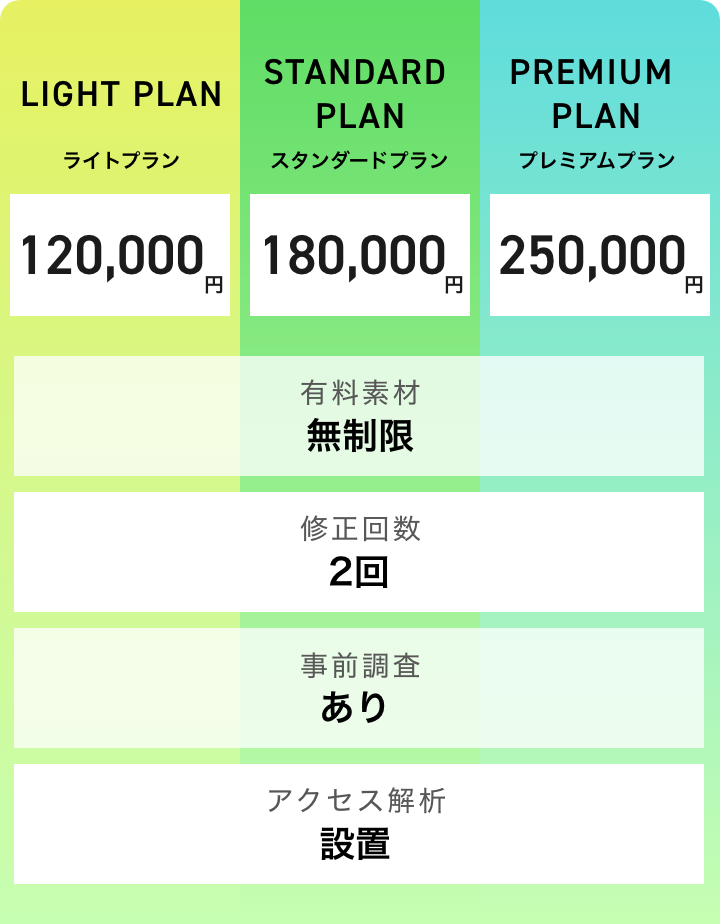 LIGHT PLAN
ライトプラン
120,000円
STANDARD
PLAN
スタンダードプラン
180,000円
PREMIUM
PLAN
プレミアムプラン
250,000円
有料素材
無制限
修正回数
2回
事前調査
あり
アクセス解析
設置